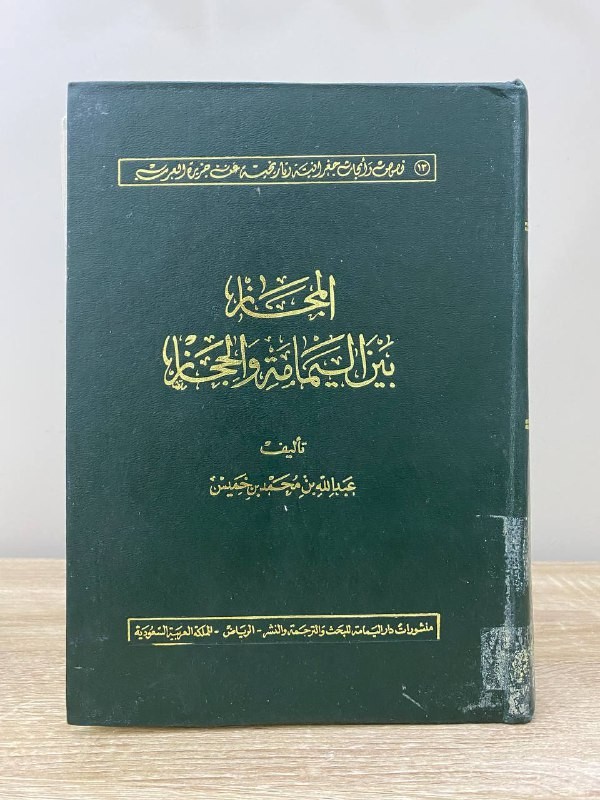 ١٣ نصوص وأبحاث جغرافية وتاريخية عن جزيرة العرب
المجاز
بين اليمامة والحجاز
تأليف
عبدالله بن محمد بن خميس
منشورات دار اليمامة للبحث والترجمة والنشر - الرياض - المملكة العربية السعودية